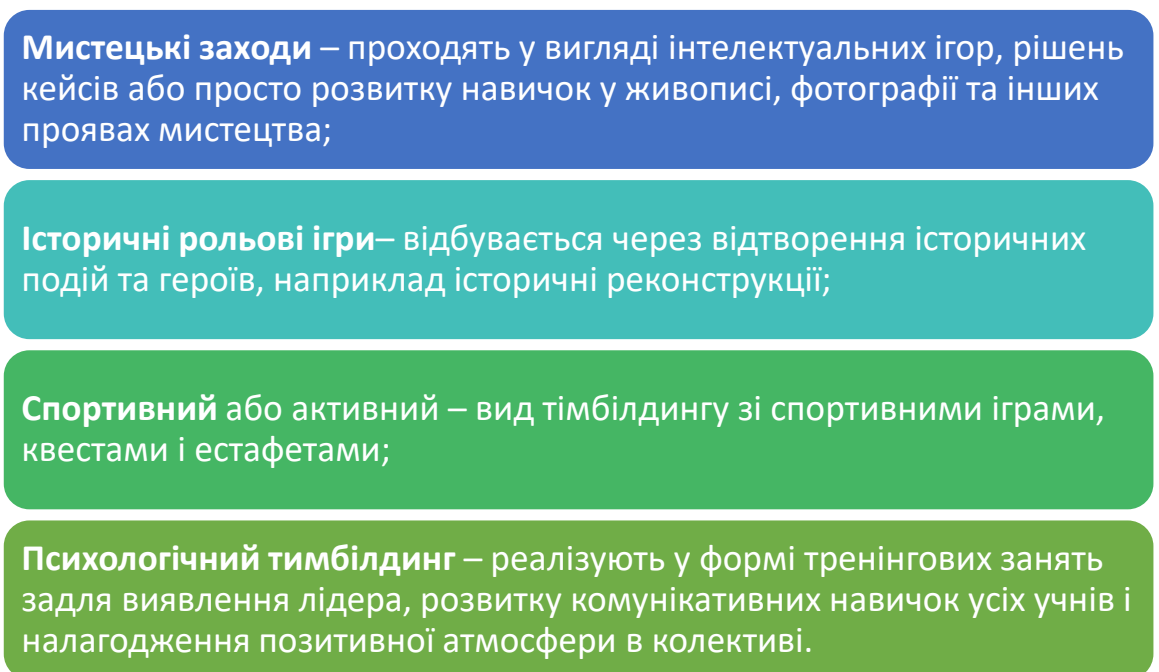 Мистецькі заходи – проходять у вигляді інтелектуальних ігор, рішень
кейсів або просто розвитку навичок у живописі, фотографії та інших
проявах мистецтва;
Історичні рольові ігри– відбувається через відтворення історичних
подій та героїв, наприклад історичні реконструкції;
Спортивний або активний – вид тімбілдингу зі спортивними іграми,
квестами і естафетами;
Психологічний тимбілдинг – реалізують у формі тренінгових занять
задля виявлення лідера, розвитку комунікативних навичок усіх учнів і
налагодження позитивної атмосфери в колективі.